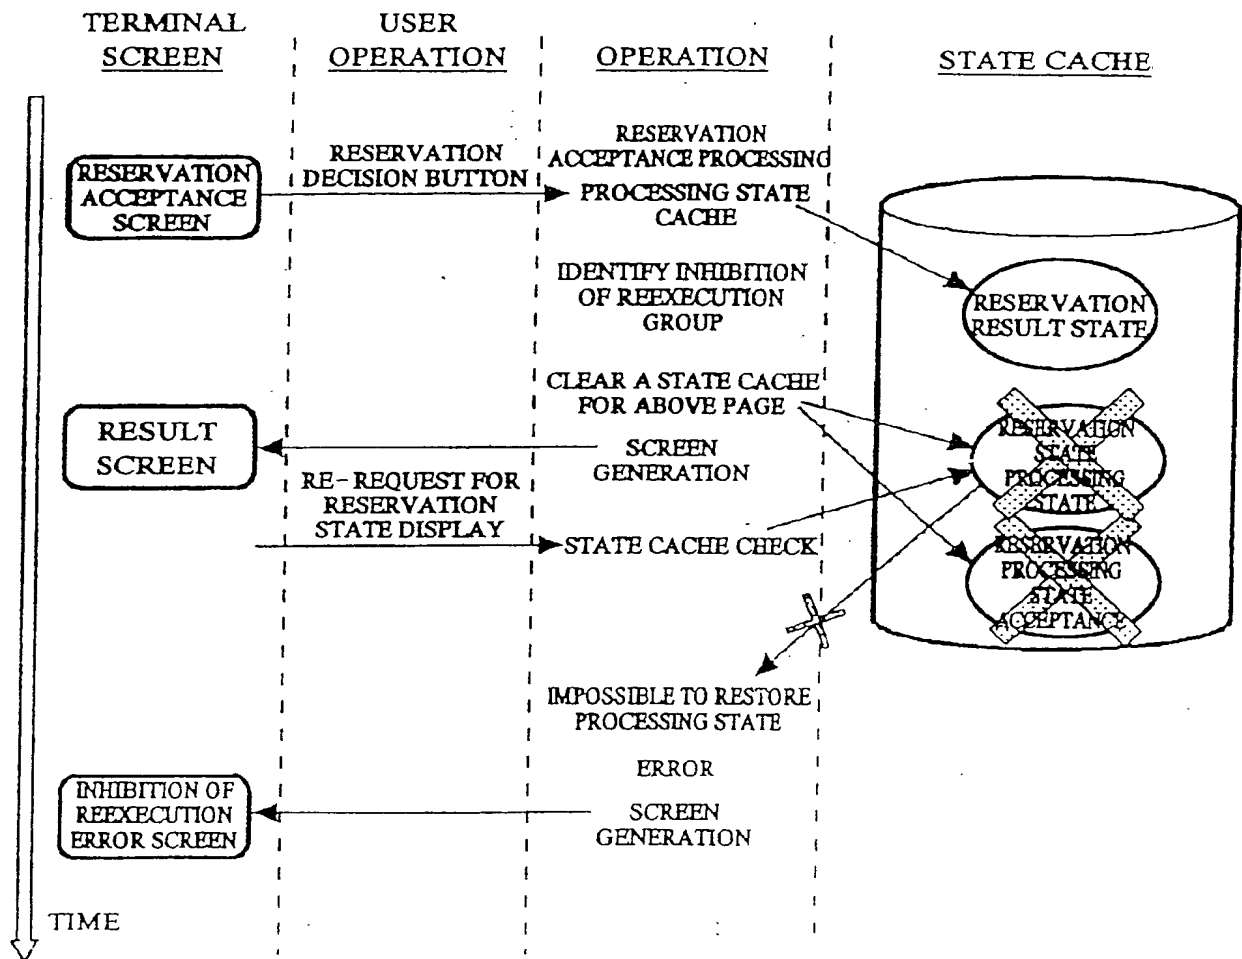 TERMINAL
SCREEN
USER
OPERATION
OPERATION
STATE CACHE
RESERVATION
ACCEPTANCE
SCREEN
RESERVATION
DECISION BUTTON
RESERVATION
ACCEPTANCE PROCESSING
PROCESSING STATE
CACHE
IDENTIFY INHIBITION
OF REEXECUTION
GROUP
RESERVATION
RESULT STATE
CLEAR A STATE CACHE
FOR ABOVE PAGE
RESULT
SCREEN
SCREEN
GENERATION
RESERVATION
STATE
PROCESSING
STATE
RE-REQUEST FOR
RESERVATION
STATE DISPLAY
STATE CACHE CHECK
RESERVATION
PROCESSING
STATE
ACCEPTANCE
IMPOSSIBLE TO RESTORE
PROCESSING STATE
ERROR
INHIBITION OF
REEXECUTION
ERROR SCREEN
SCREEN
GENERATION
TIME